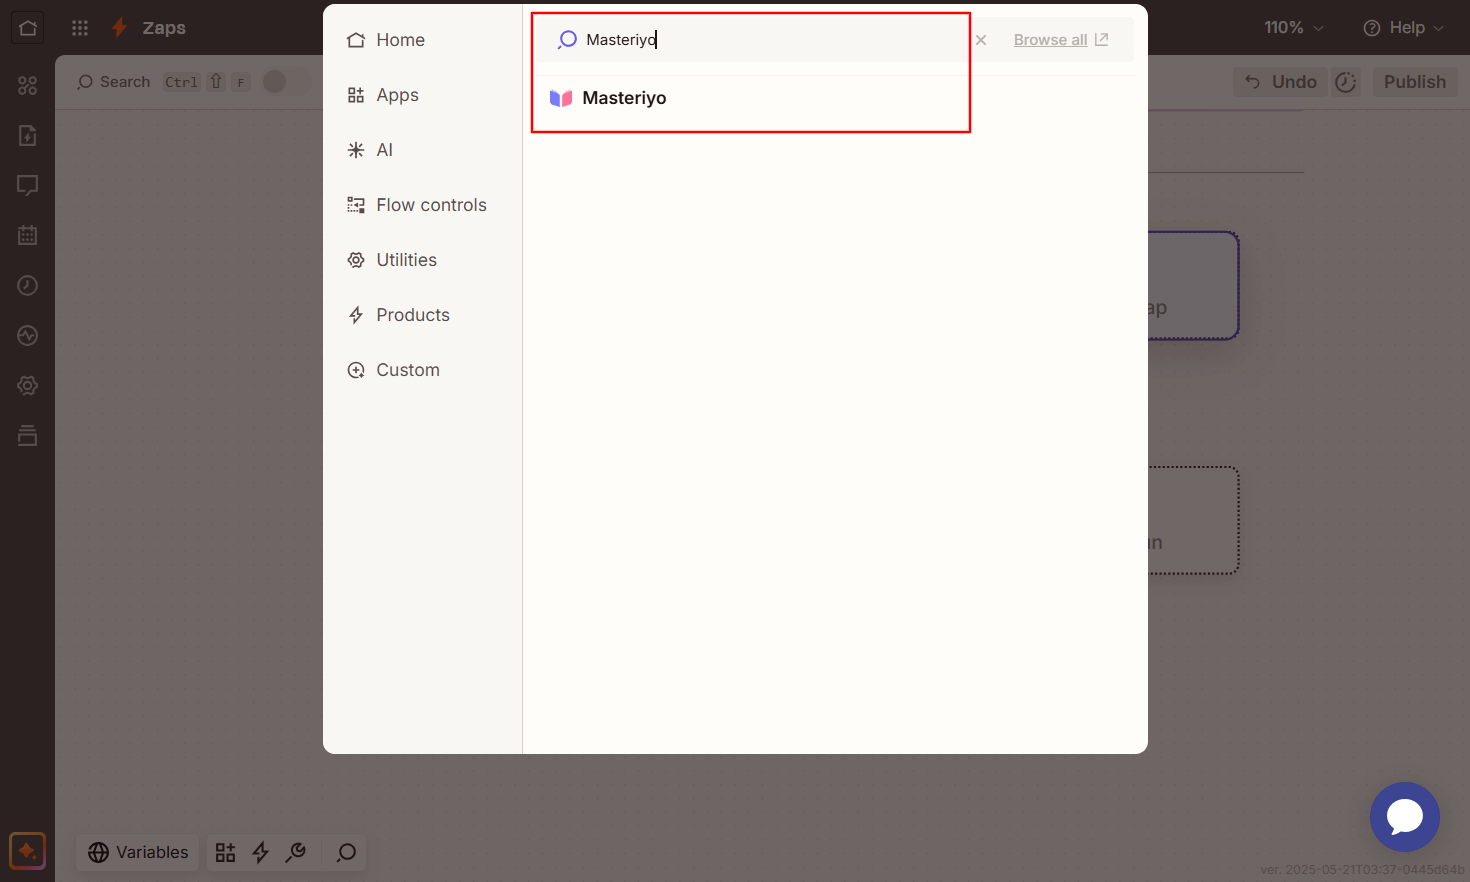 Zaps
110%
Help
Search Ctrl ⇧ F
Undo
Publish
Home
Apps
AI
Flow controls
Utilities
Products
Custom
Masteriyo
Browse all
Masteriyo
ap
Variables
ver. 2025-05-21T03:37-0445d64b